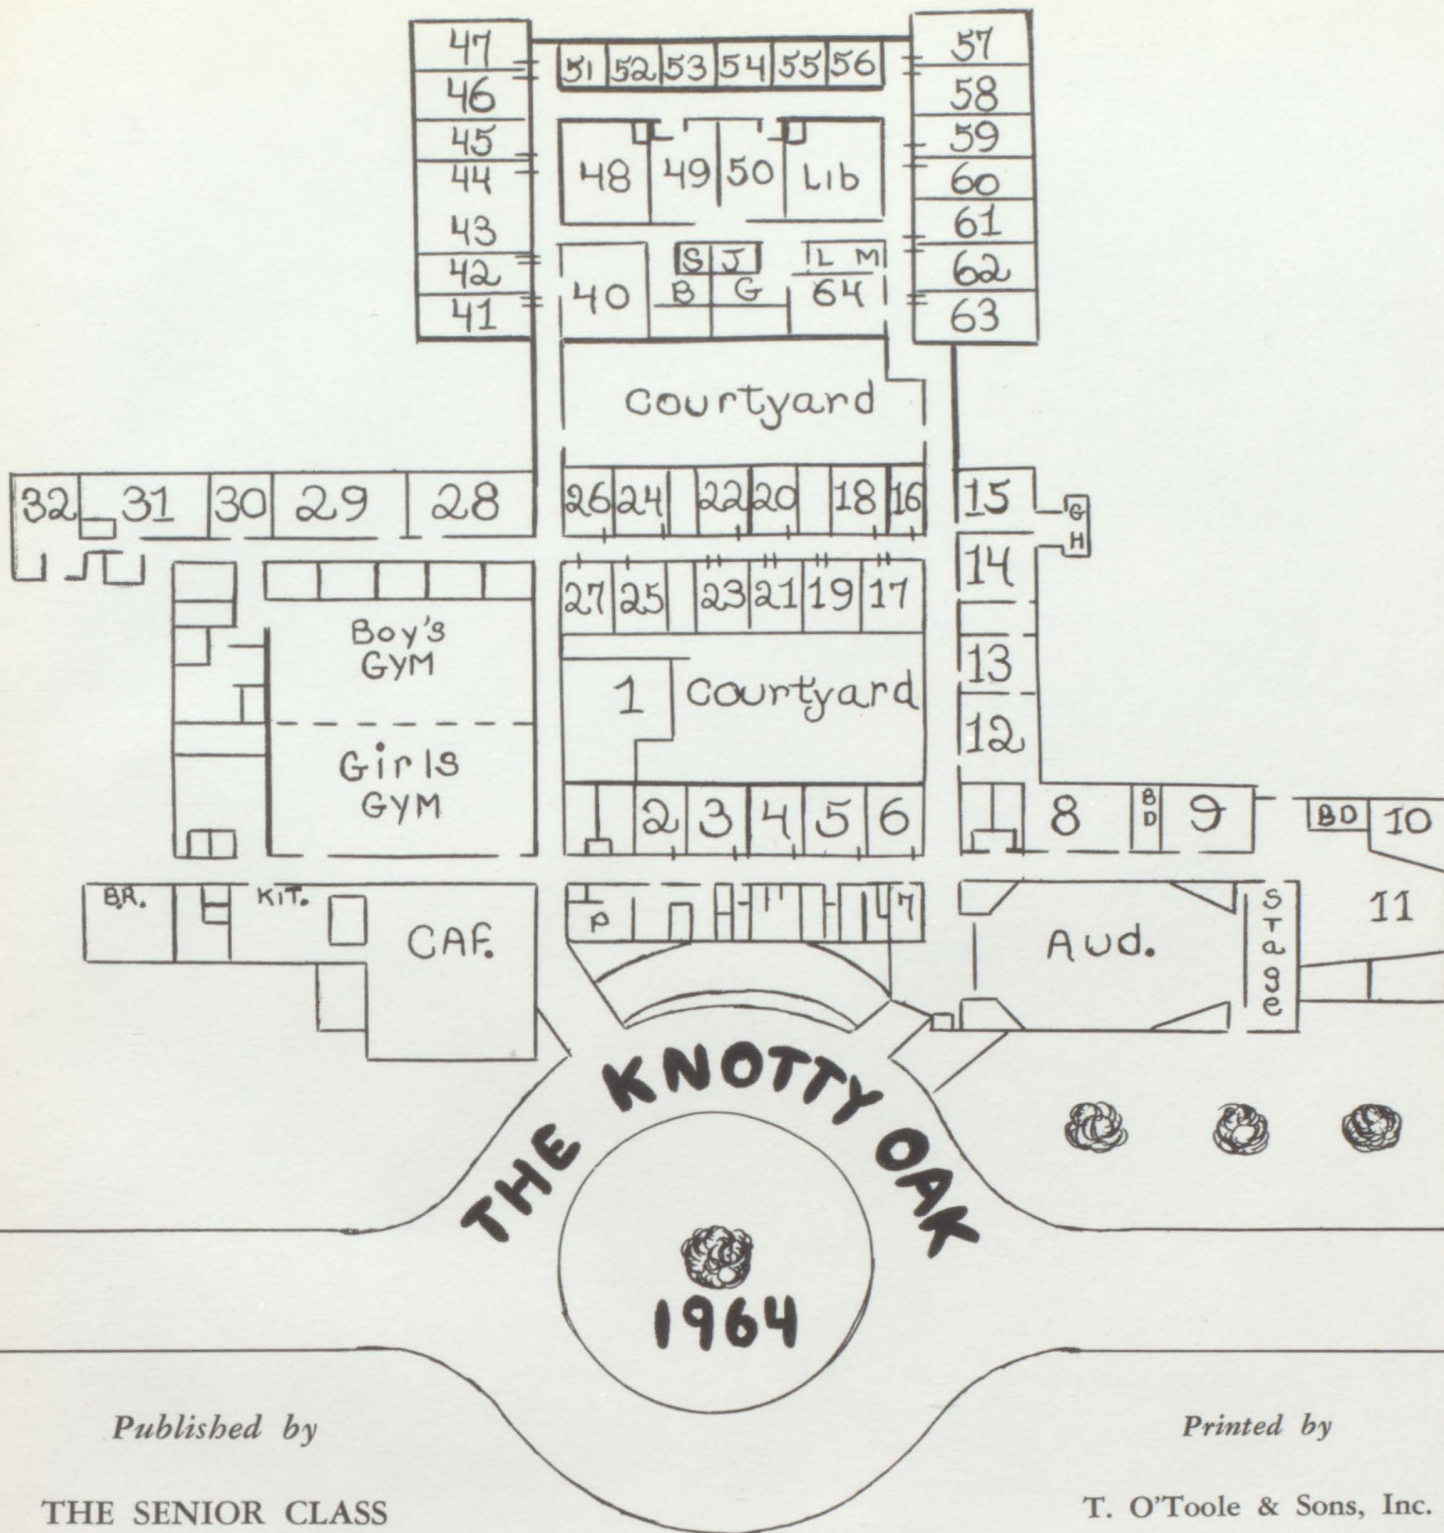 47 57
51 52 53 54 55 56
46 58
45 59
48 49 50 Lib
44 60
43 61
S J L M
42 62
40 B G 64
41 63
Courtyard
32 31 30 29 28 26 24 22 20 18 16 15 G
H
14
27 25 23 21 19 17
Boy's
GYM
13
1 Courtyard
12
Girls
GYM
2 3 4 5 6 8 BD 9 BD 10
B.R. KIT. P 7 11
CAF. Aud. Stage
THE KNOTTY OAK
1964
Published by
THE SENIOR CLASS
Printed by
T. O'Toole & Sons, Inc.